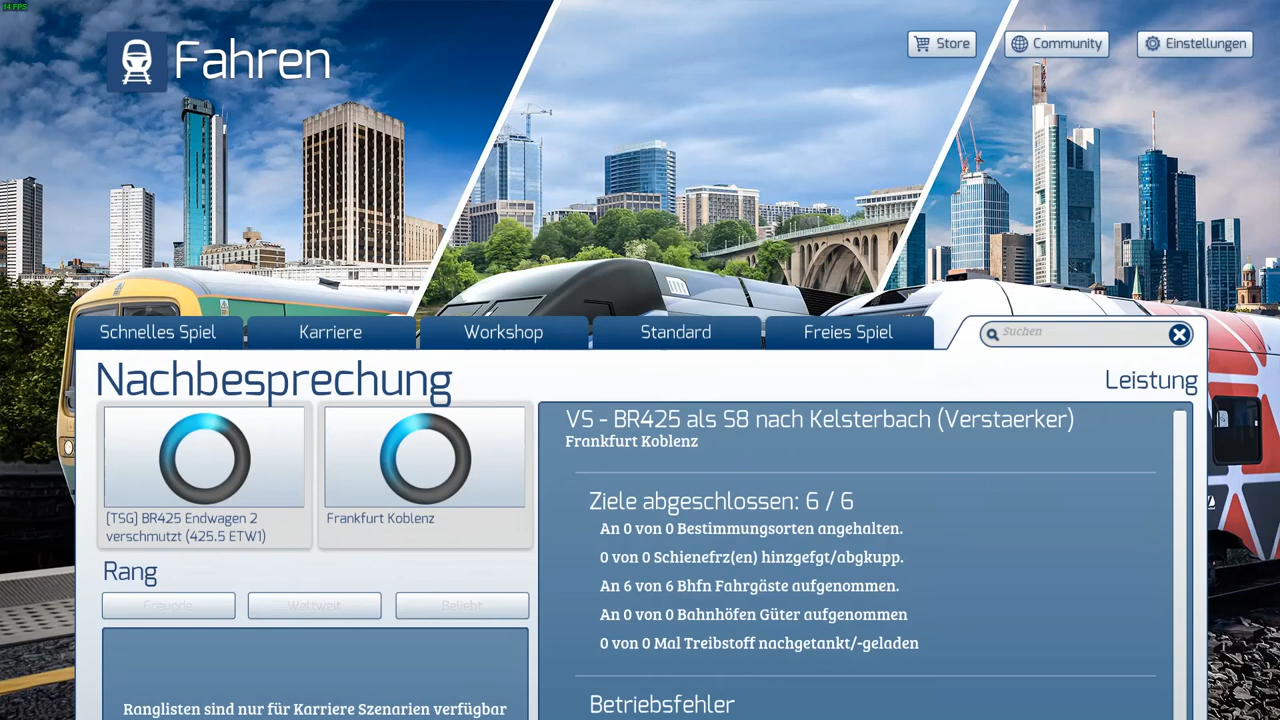 14 FPS
Fahren
Store
Community
Einstellungen
Schnelles Spiel
Karriere
Workshop
Standard
Freies Spiel
Suchen
Nachbesprechung
Leistung
[TSG] BR425 Endwagen 2
verschmutzt (425.5 ETW1)
Frankfurt Koblenz
Rang
Freunde
Weltweit
Beliebt
Ranglisten sind nur für Karriere Szenarien verfügbar
VS - BR425 als S8 nach Kelsterbach (Verstaerker)
Frankfurt Koblenz
Ziele abgeschlossen: 6 / 6
An 0 von 0 Bestimmungsorten angehalten.
0 von 0 Schienefrz(en) hinzgefgt/abgkupp.
An 6 von 6 Bhfn Fahrgäste aufgenommen.
An 0 von 0 Bahnhöfen Güter aufgenommen
0 von 0 Mal Treibstoff nachgetankt/-geladen
Betriebsfehler